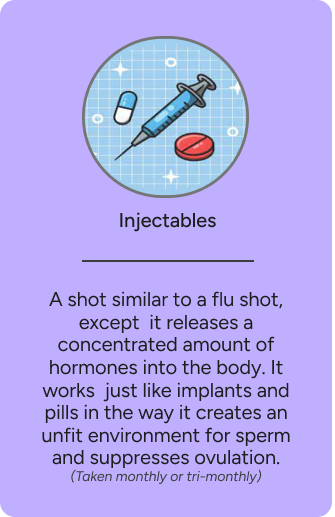 Injectables
A shot similar to a flu shot,
except  it releases a
concentrated amount of
hormones into the body. It
works  just like implants and
pills in the way it creates an
unfit environment for sperm
and suppresses ovulation.
(Taken monthly or tri-monthly)